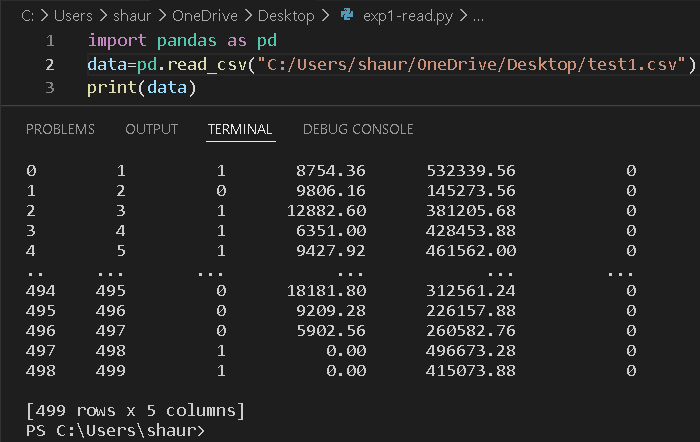 C: > Users > shaur > OneDrive > Desktop > exp1-read.py > ...
1 import pandas as pd
2 data=pd.read_csv("C:/Users/shaur/OneDrive/Desktop/test1.csv")
3 print(data)
PROBLEMS OUTPUT TERMINAL DEBUG CONSOLE
0 1 1 8754.36 532339.56 0
1 2 0 9806.16 145273.56 0
2 3 1 12882.60 381205.68 0
3 4 1 6351.00 428453.88 0
4 5 1 9427.92 461562.00 0
.. ... ... ... ... ...
494 495 0 18181.80 312561.24 0
495 496 0 9209.28 226157.88 0
496 497 0 5902.56 260582.76 0
497 498 1 0.00 496673.28 0
498 499 1 0.00 415073.88 0
[499 rows x 5 columns]
PS C:\Users\shaur>